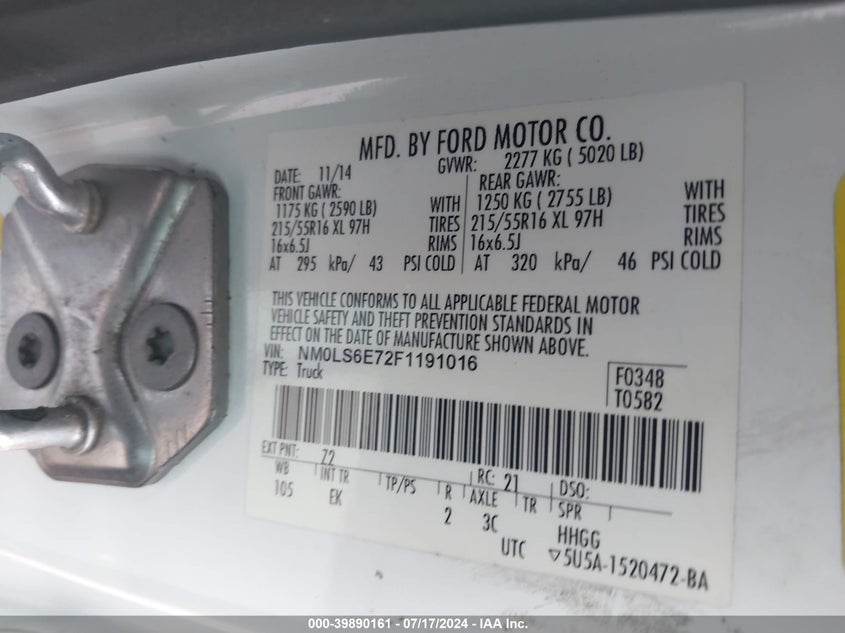 MFD. BY FORD MOTOR CO.
DATE: 11/14 GVWR: 2277 KG ( 5020 LB)
FRONT GAWR: REAR GAWR:
1175 KG ( 2590 LB) WITH 1250 KG ( 2755 LB) WITH
215/55R16 XL 97H TIRES 215/55R16 XL 97H TIRES
16x6.5J RIMS 16x6.5J RIMS
AT 295 kPa/ 43 PSI COLD AT 320 kPa/ 46 PSI COLD
THIS VEHICLE CONFORMS TO ALL APPLICABLE FEDERAL MOTOR
VEHICLE SAFETY AND THEFT PREVENTION STANDARDS IN
EFFECT ON THE DATE OF MANUFACTURE SHOWN ABOVE.
VIN: NM0LS6E72F1191016
TYPE: Truck
F0348
T0582
EXT PNT: Z2 RC: 21 DSO:
WB INT TR TP/PS R AXLE TR SPR
105 EK 2 3C HHGG
UTC ▽5U5A-1520472-BA
000-39890161 - 07/17/2024 - IAA Inc.